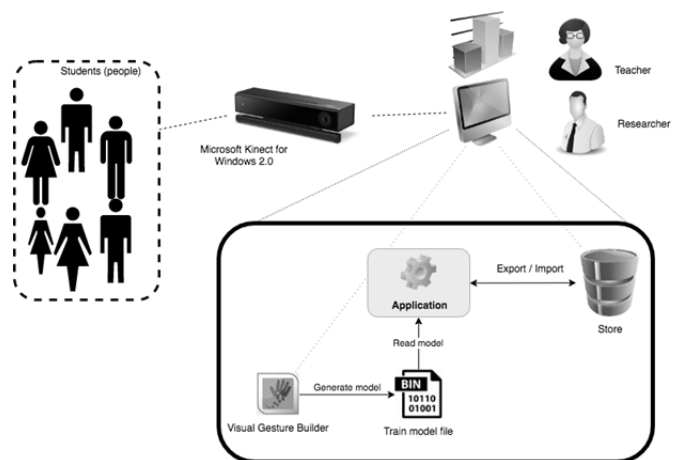 Students (people)
Teacher
Researcher
Microsoft Kinect for
Windows 2.0
Export / Import
Application
Store
Read model
Generate model
BIN
10110
01001
Visual Gesture Builder
Train model file